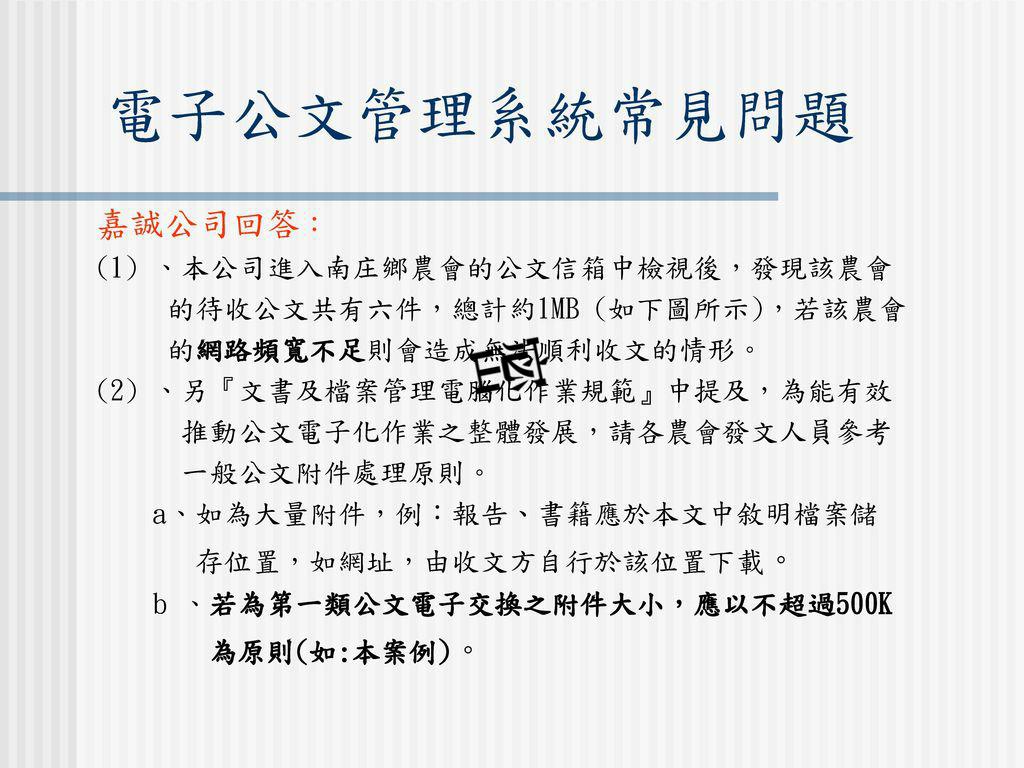 電子公文管理系統常見問題
嘉誠公司回答：
(1) 、本公司進入南庄鄉農會的公文信箱中檢視後，發現該農會
的待收公文共有六件，總計約1MB (如下圖所示)，若該農會
的網路頻寬不足則會造成無法順利收文的情形。
(2) 、另『文書及檔案管理電腦化作業規範』中提及，為能有效
推動公文電子化作業之整體發展，請各農會發文人員參考
一般公文附件處理原則。
a、如為大量附件，例：報告、書籍應於本文中敘明檔案儲
存位置，如網址，由收文方自行於該位置下載。
b 、若為第一類公文電子交換之附件大小，應以不超過500K
為原則(如:本案例)。